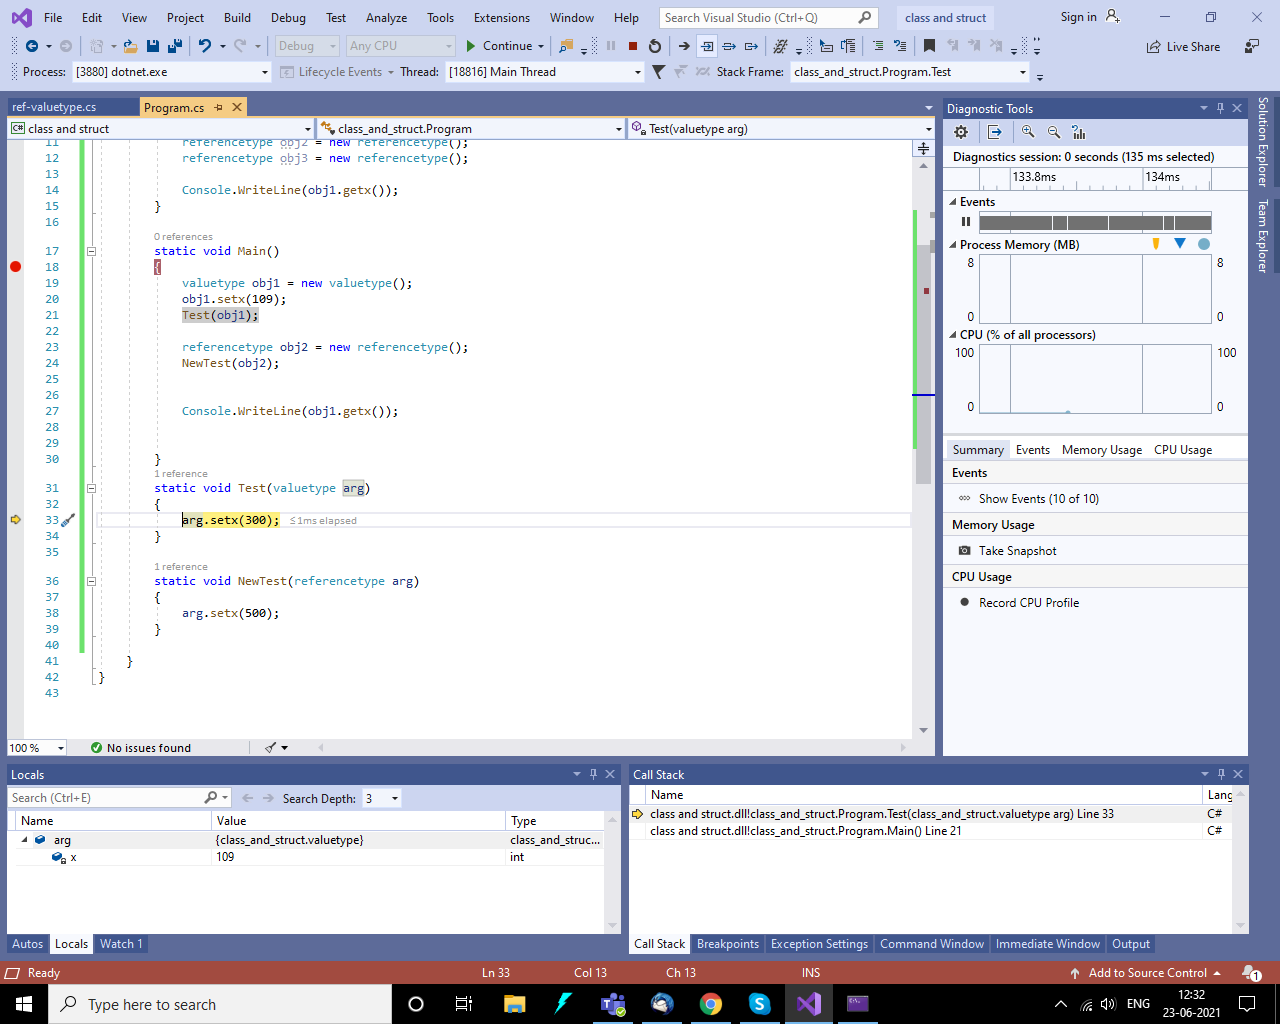 File Edit View Project Build Debug Test Analyze Tools Extensions Window Help Search Visual Studio (Ctrl+Q) class and struct Sign in
Debug Any CPU Continue Live Share
Process: [3880] dotnet.exe Lifecycle Events Thread: [18816] Main Thread Stack Frame: class_and_struct.Program.Test
ref-valuetype.cs Program.cs
class and struct class_and_struct.Program Test(valuetype arg)
11 referencetype obj2 = new referencetype();
12 referencetype obj3 = new referencetype();
13
14 Console.WriteLine(obj1.getx());
15 }
16
0 references
17 static void Main()
18 {
19 valuetype obj1 = new valuetype();
20 obj1.setx(109);
21 Test(obj1);
22
23 referencetype obj2 = new referencetype();
24 NewTest(obj2);
25
26
27 Console.WriteLine(obj1.getx());
28
29
30 }
1 reference
31 static void Test(valuetype arg)
32 {
33 arg.setx(300); ≤ 1ms elapsed
34 }
35
1 reference
36 static void NewTest(referencetype arg)
37 {
38 arg.setx(500);
39 }
40
41 }
42 }
43
100 % No issues found
Diagnostic Tools
Diagnostics session: 0 seconds (135 ms selected)
133.8ms 134ms
Events
Process Memory (MB)
8 8
0 0
CPU (% of all processors)
100 100
0 0
Summary Events Memory Usage CPU Usage
Events
Show Events (10 of 10)
Memory Usage
Take Snapshot
CPU Usage
Record CPU Profile
Solution Explorer
Team Explorer
Locals
Search (Ctrl+E) Search Depth: 3
Name Value Type
arg {class_and_struct.valuetype} class_and_struc...
x 109 int
Autos Locals Watch 1
Call Stack
Name Lang
class and struct.dll!class_and_struct.Program.Test(class_and_struct.valuetype arg) Line 33 C#
class and struct.dll!class_and_struct.Program.Main() Line 21 C#
Call Stack Breakpoints Exception Settings Command Window Immediate Window Output
Ready Ln 33 Col 13 Ch 13 INS Add to Source Control 1
Type here to search ENG 12:32
23-06-2021